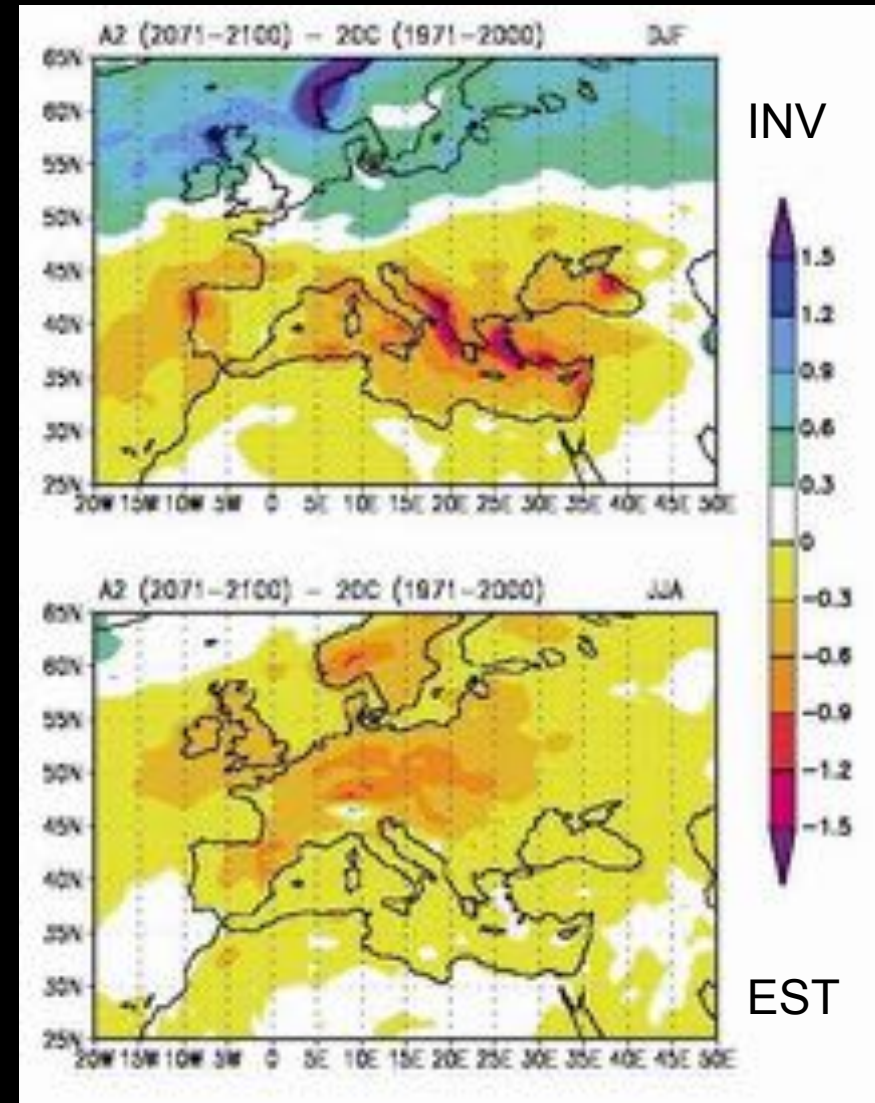 A2 (2071-2100) - 20C (1971-2000) DJF
INV
65N
60N
55N
50N
45N
40N
35N
30N
25N
20W 15W 10W 5W 0 5E 10E 15E 20E 25E 30E 35E 40E 45E 50E
1.5
1.2
0.9
0.6
0.3
0
-0.3
-0.6
-0.9
-1.2
-1.5
A2 (2071-2100) - 20C (1971-2000) JJA
65N
60N
55N
50N
45N
40N
35N
30N
25N
20W 15W 10W 5W 0 5E 10E 15E 20E 25E 30E 35E 40E 45E 50E
EST